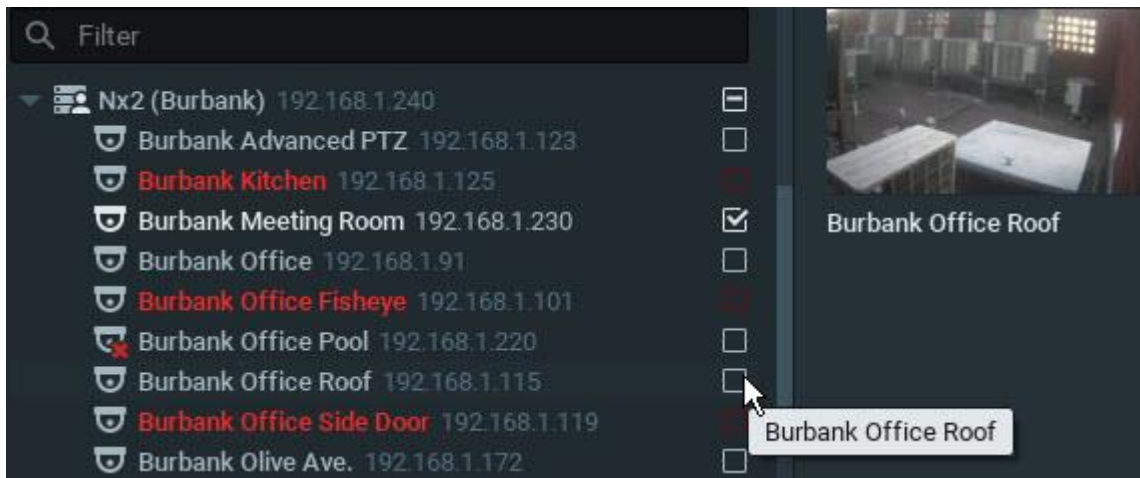 Filter
Nx2 (Burbank) 192.168.1.240
Burbank Advanced PTZ 192.168.1.123
Burbank Kitchen 192.168.1.125
Burbank Meeting Room 192.168.1.230
Burbank Office 192.168.1.91
Burbank Office Fisheye 192.168.1.101
Burbank Office Pool 192.168.1.220
Burbank Office Roof 192.168.1.115
Burbank Office Side Door 192.168.1.119
Burbank Olive Ave. 192.168.1.172
Burbank Office Roof
Burbank Office Roof